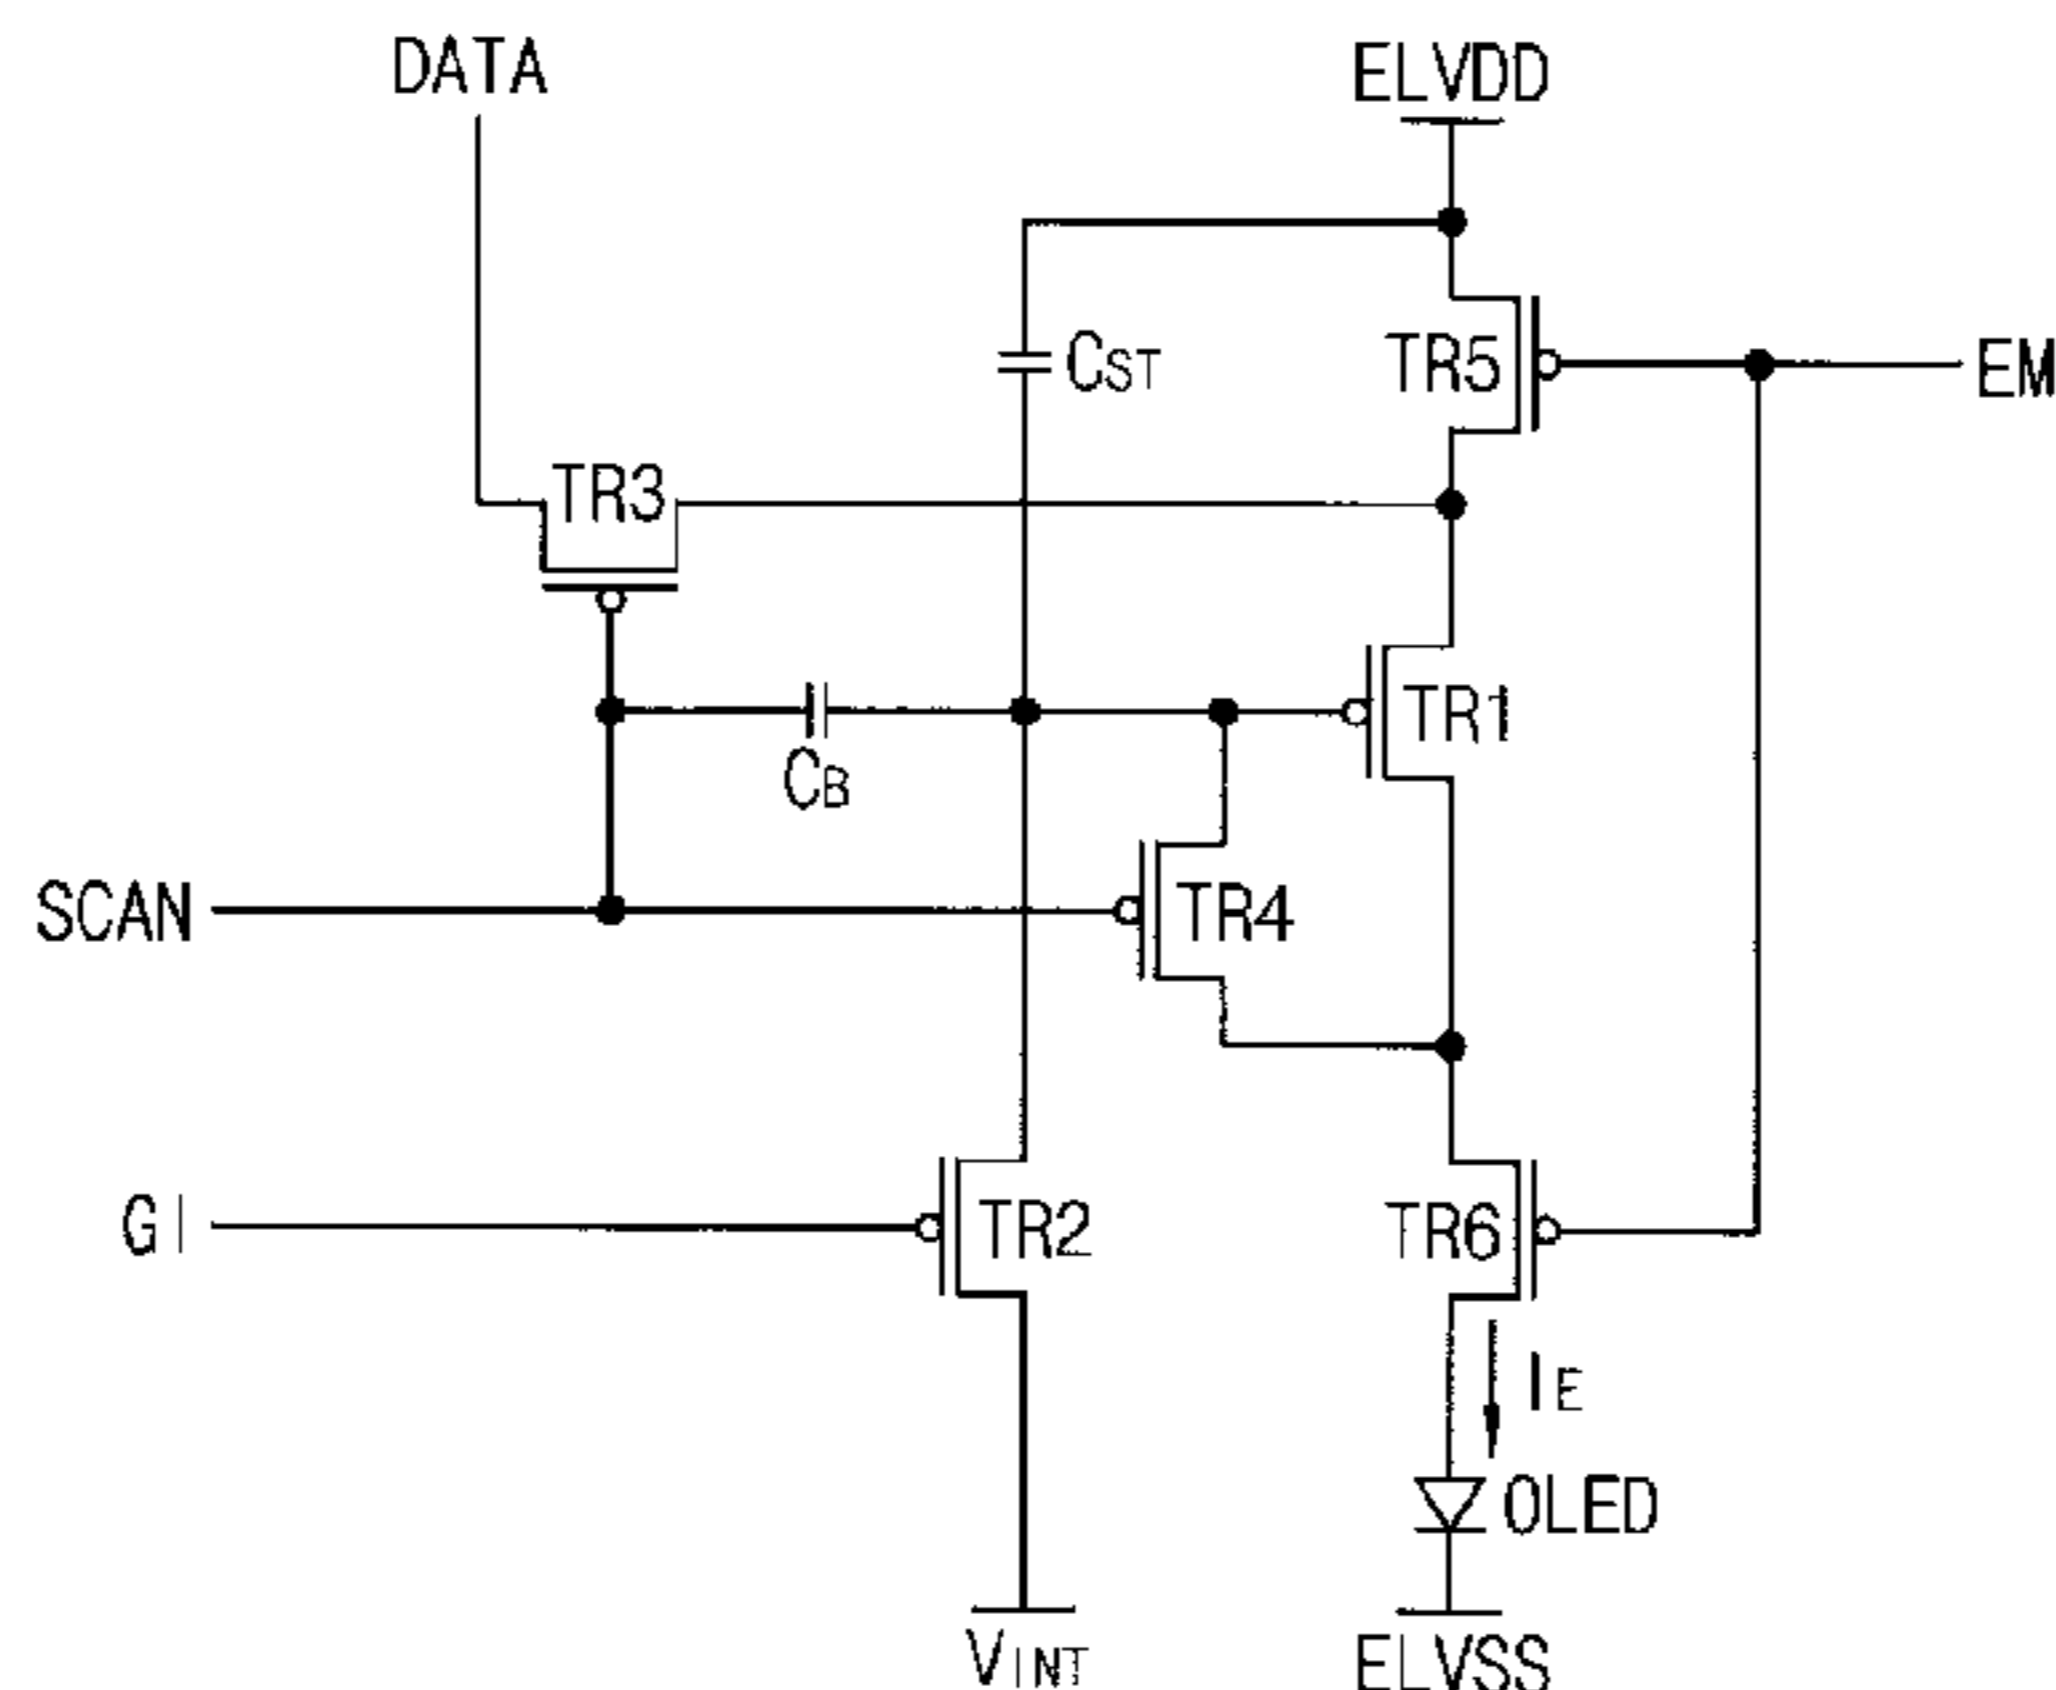 DATA
ELVDD
CST
TR5
EM
TR3
TR1
CB
SCAN
TR4
GI
TR2
TR6
IE
OLED
VINT
ELVSS